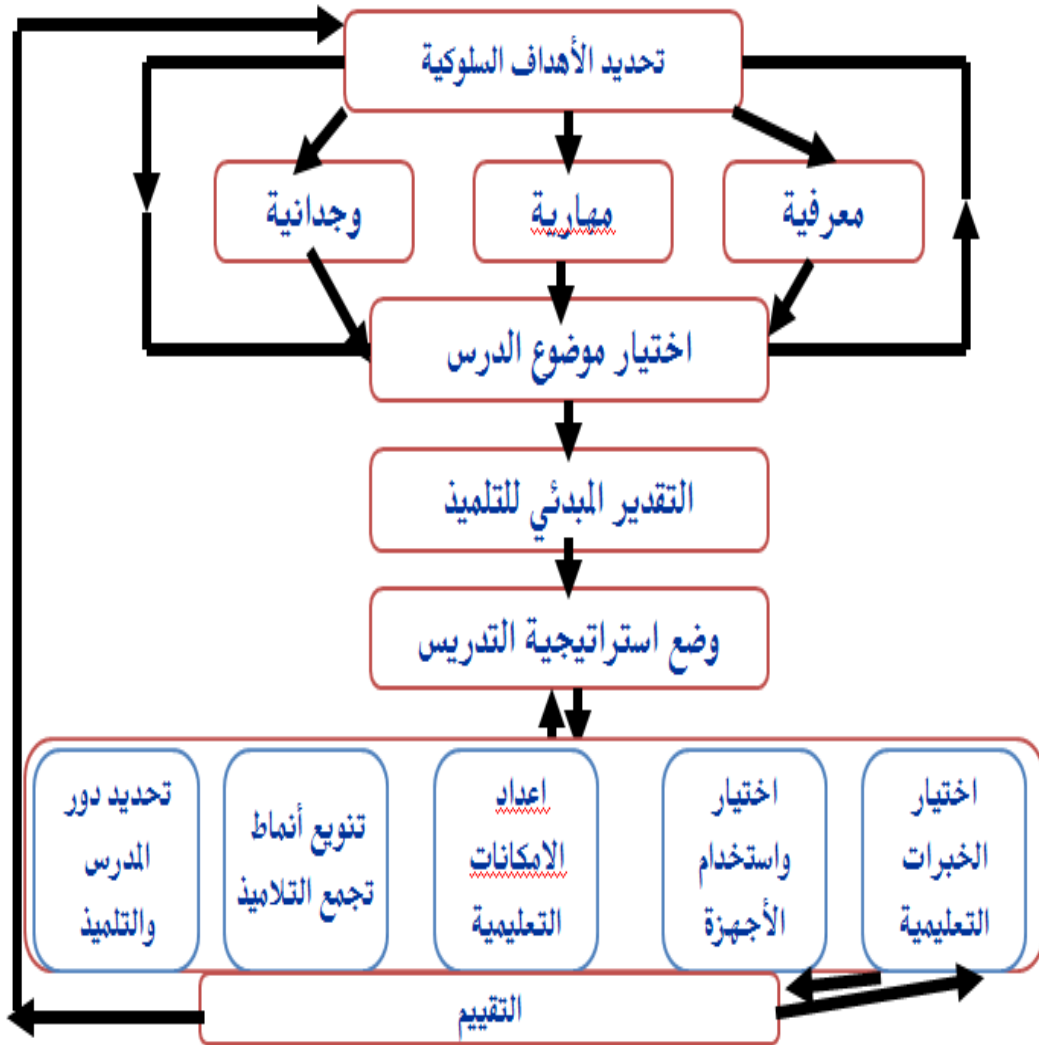 تحديد الأهداف السلوكية
معرفية
مهارية
وجدانية
اختيار موضوع الدرس
التقدير المبدئي للتلميذ
وضع استراتيجية التدريس
اختيار
الخبرات
التعليمية
اختيار
واستخدام
الأجهزة
اعداد
الامكانات
التعليمية
تنويع أنماط
تجمع التلاميذ
تحديد دور
المدرس
والتلميذ
التقييم